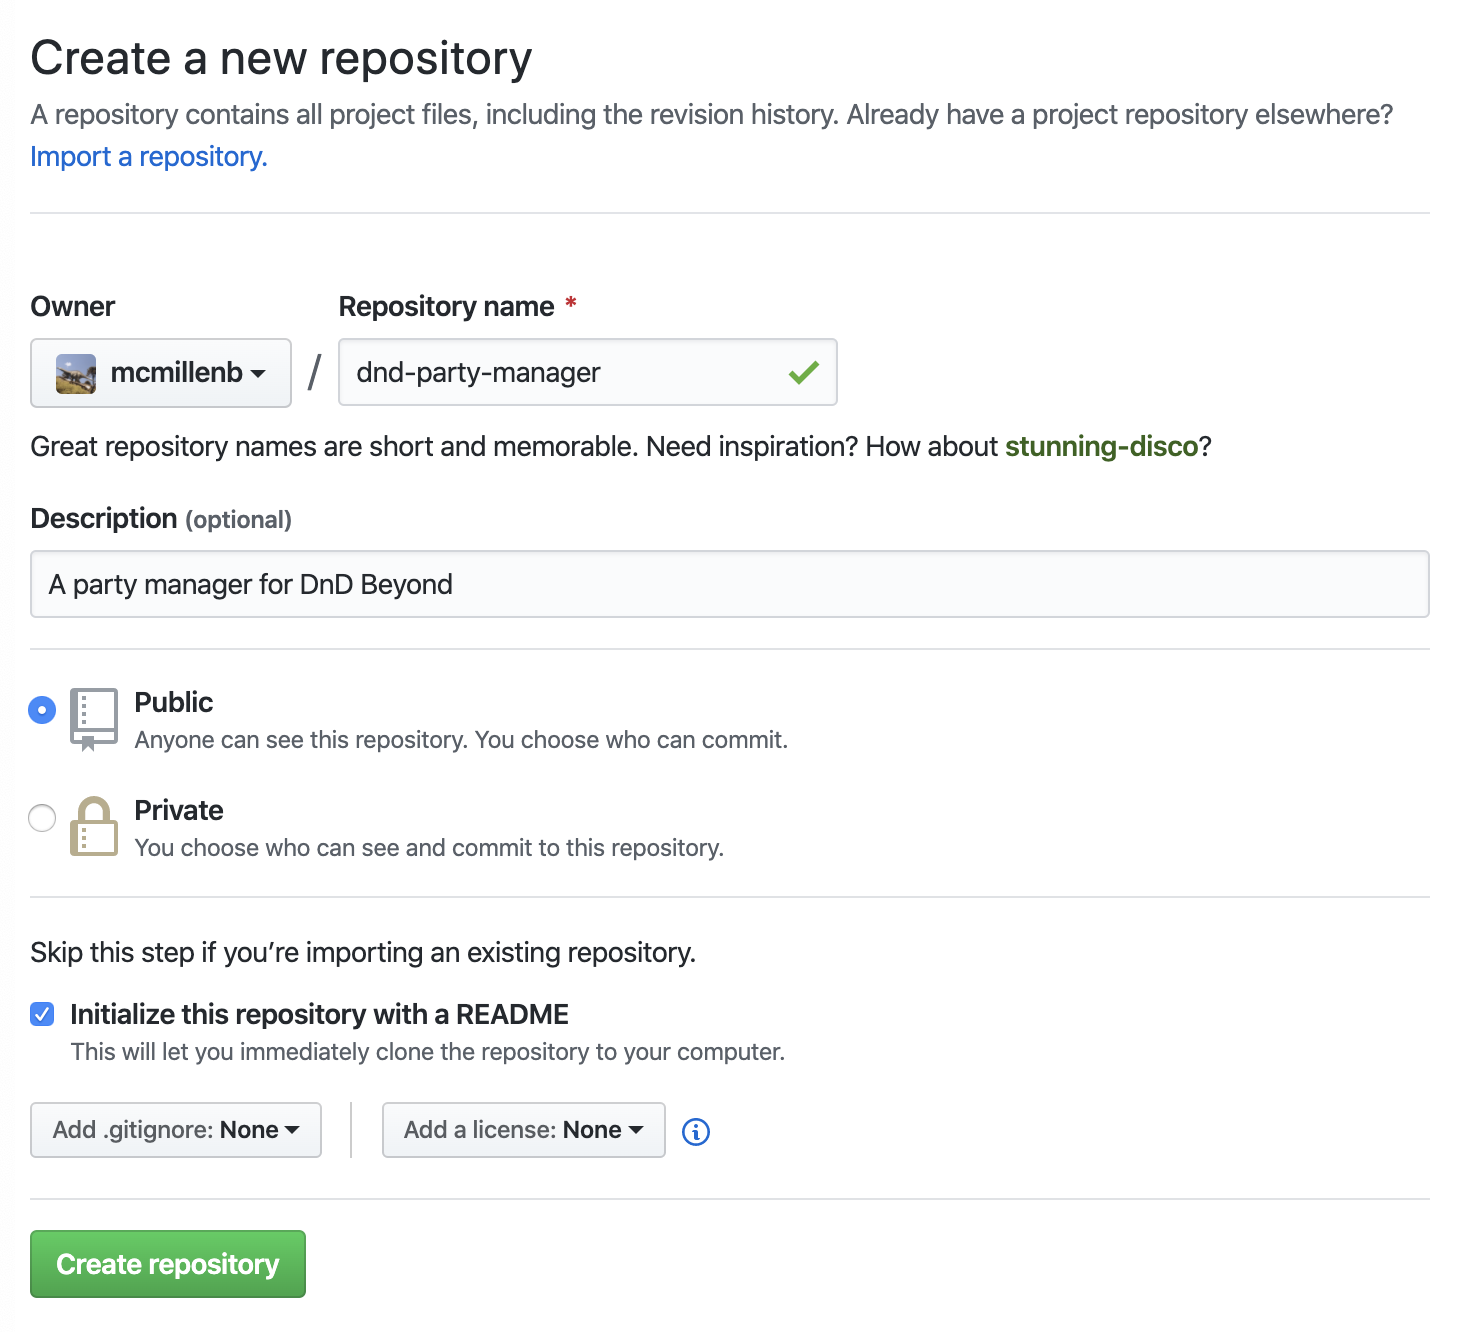 Create a new repository
A repository contains all project files, including the revision history. Already have a project repository elsewhere?
Import a repository.
Owner
Repository name *
mcmillenb
/
dnd-party-manager
Great repository names are short and memorable. Need inspiration? How about stunning-disco?
Description (optional)
A party manager for DnD Beyond
Public
Anyone can see this repository. You choose who can commit.
Private
You choose who can see and commit to this repository.
Skip this step if you’re importing an existing repository.
Initialize this repository with a README
This will let you immediately clone the repository to your computer.
Add .gitignore: None
Add a license: None
Create repository